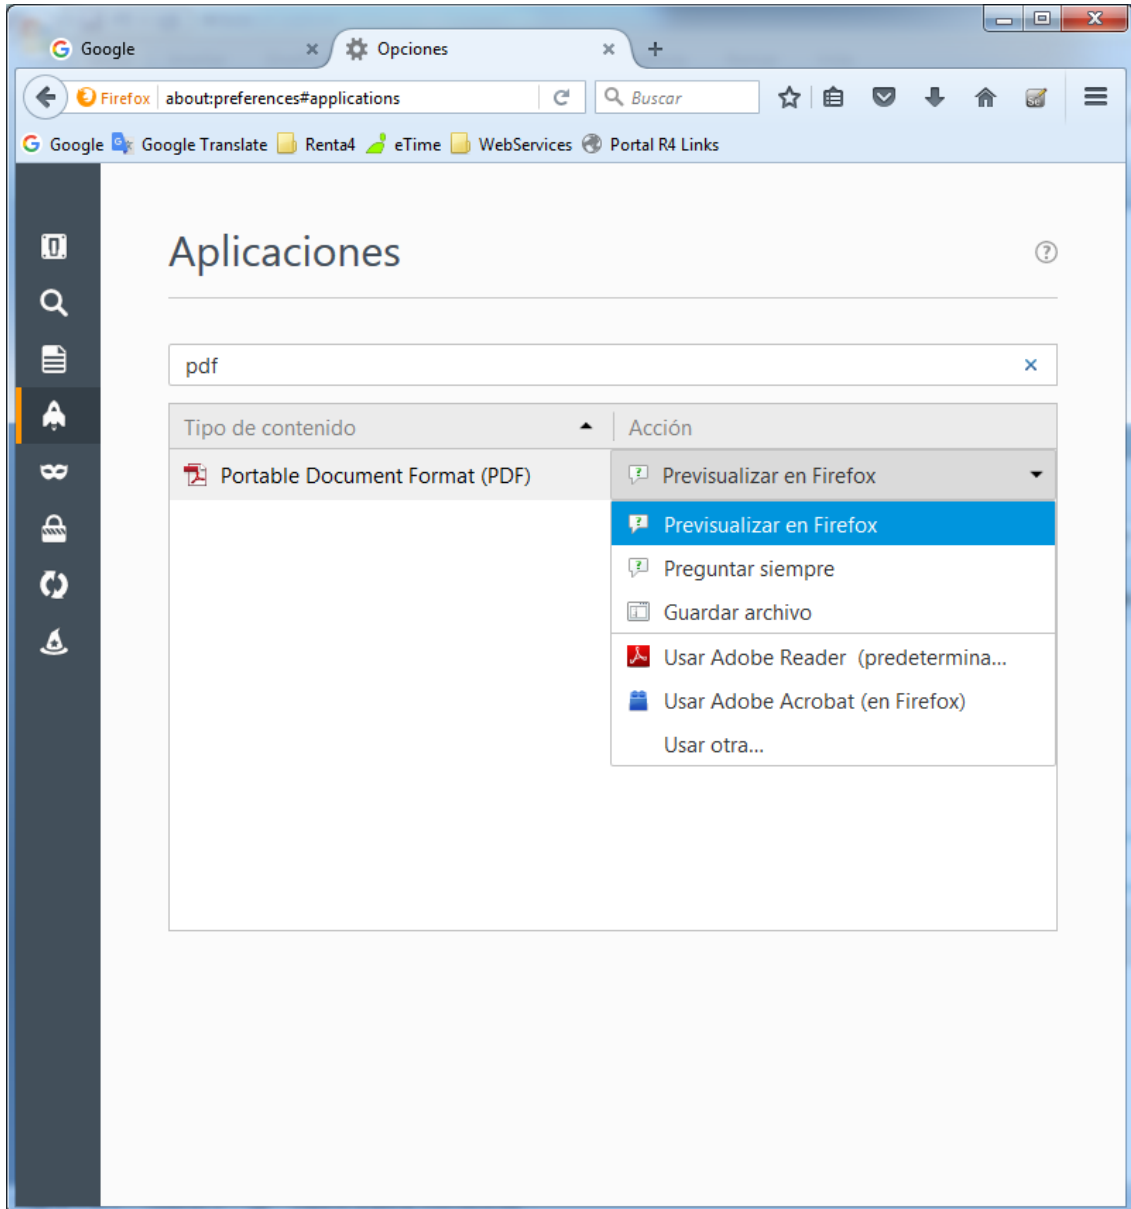 Google
Opciones
Firefox
about:preferences#applications
Buscar
Google
Google Translate
Renta4
eTime
WebServices
Portal R4 Links
Aplicaciones
pdf
Tipo de contenido
Acción
Portable Document Format (PDF)
Previsualizar en Firefox
Previsualizar en Firefox
Preguntar siempre
Guardar archivo
Usar Adobe Reader (predetermina...
Usar Adobe Acrobat (en Firefox)
Usar otra...